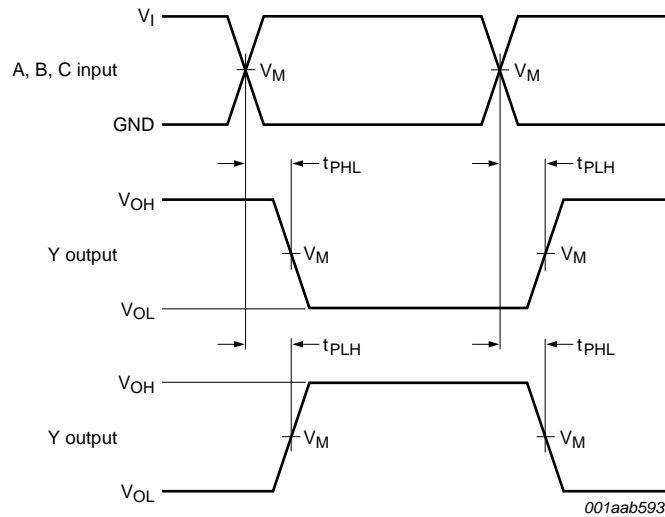 VI
A, B, C input
VM
VM
GND
tPHL
tPLH
VOH
Y output
VM
VM
VOL
tPLH
tPHL
VOH
Y output
VM
VM
VOL
001aab593